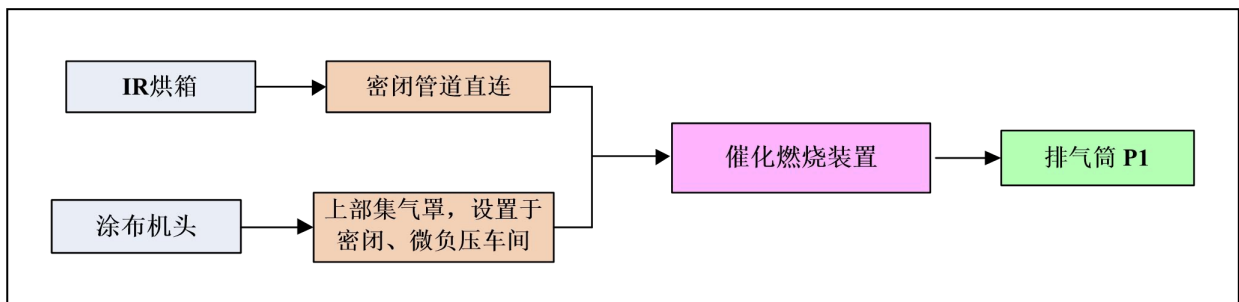 IR烘箱
密闭管道直连
涂布机头
上部集气罩，设置于
密闭、微负压车间
催化燃烧装置
排气筒 P1